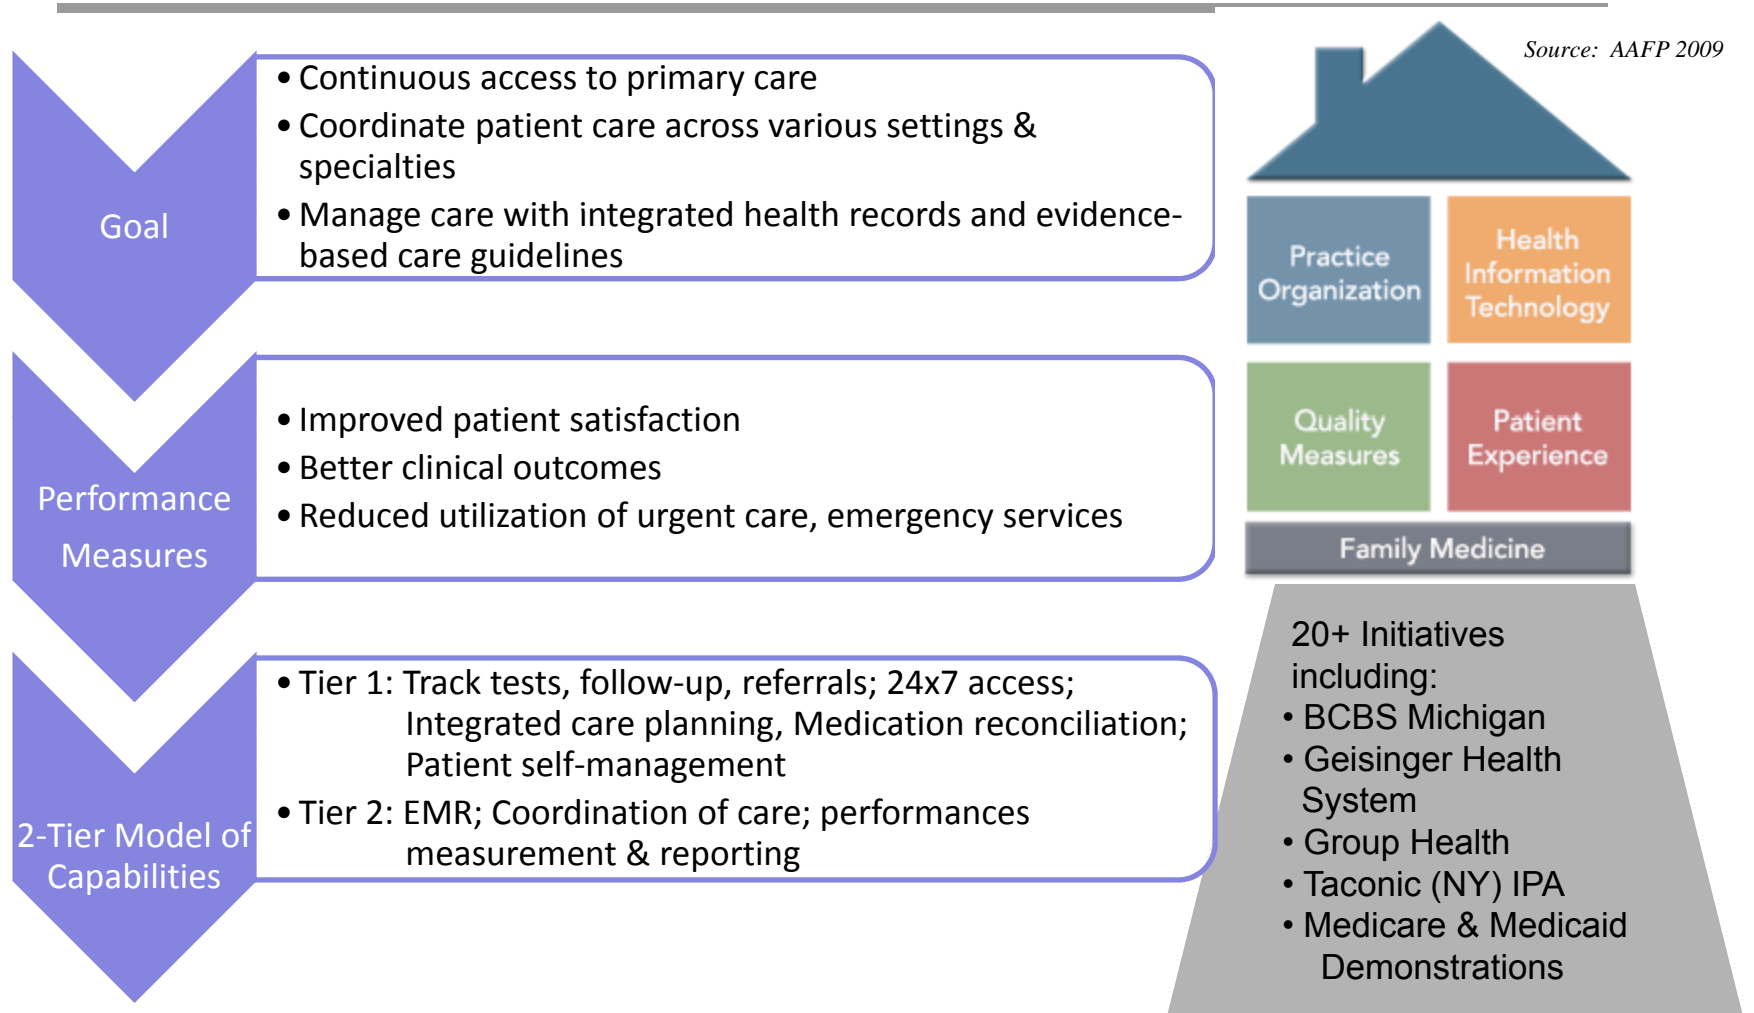 Source: AAFP 2009
Goal
• Continuous access to primary care
• Coordinate patient care across various settings &
specialties
• Manage care with integrated health records and evidence-
based care guidelines
Performance
Measures
• Improved patient satisfaction
• Better clinical outcomes
• Reduced utilization of urgent care, emergency services
2-Tier Model of
Capabilities
• Tier 1: Track tests, follow-up, referrals; 24x7 access;
Integrated care planning, Medication reconciliation;
Patient self-management
• Tier 2: EMR; Coordination of care; performances
measurement & reporting
Practice
Organization
Health
Information
Technology
Quality
Measures
Patient
Experience
Family Medicine
20+ Initiatives
including:
• BCBS Michigan
• Geisinger Health
System
• Group Health
• Taconic (NY) IPA
• Medicare & Medicaid
Demonstrations